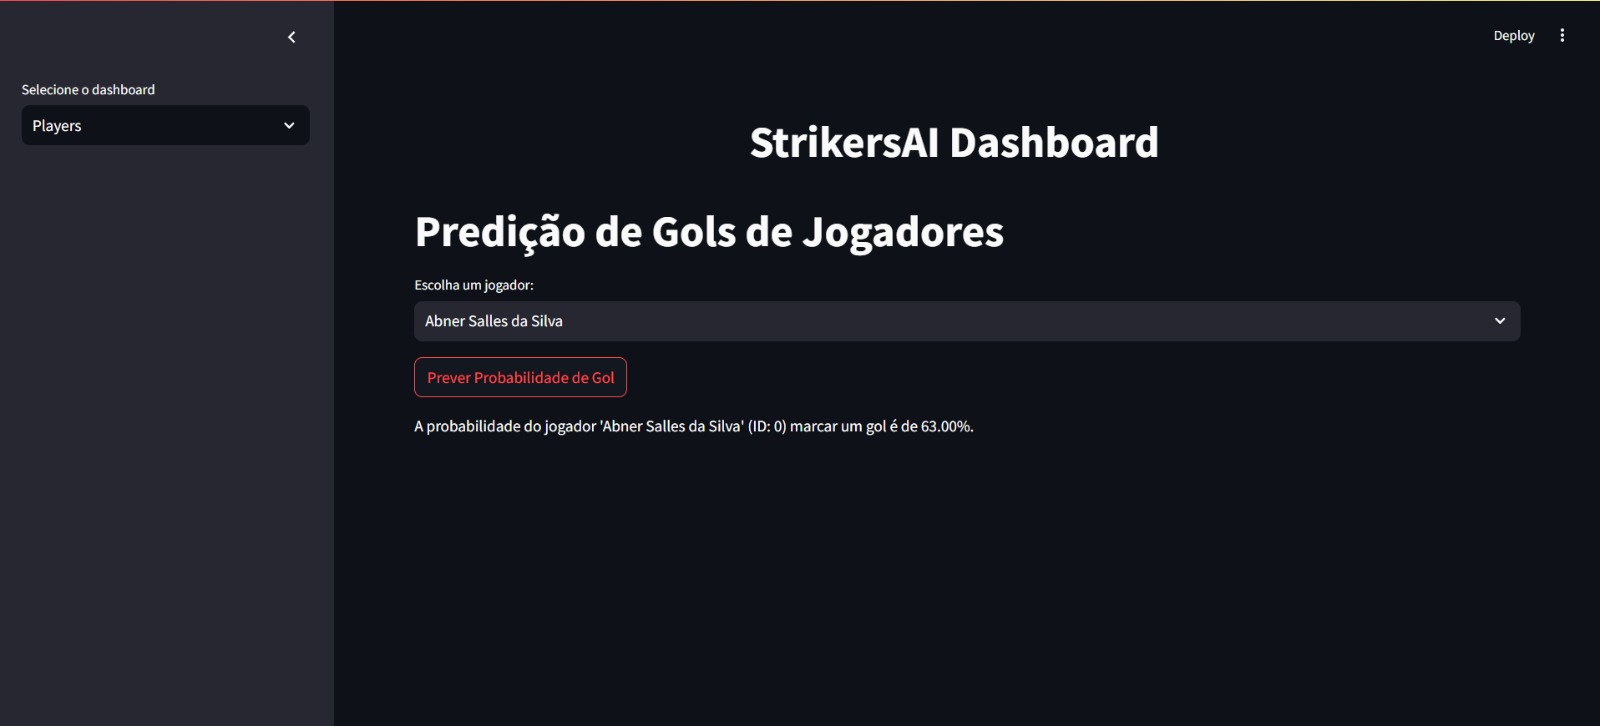 Deploy
Selecione o dashboard
Players
StrikersAI Dashboard
Predição de Gols de Jogadores
Escolha um jogador:
Abner Salles da Silva
Prever Probabilidade de Gol
A probabilidade do jogador 'Abner Salles da Silva' (ID: 0) marcar um gol é de 63.00%.